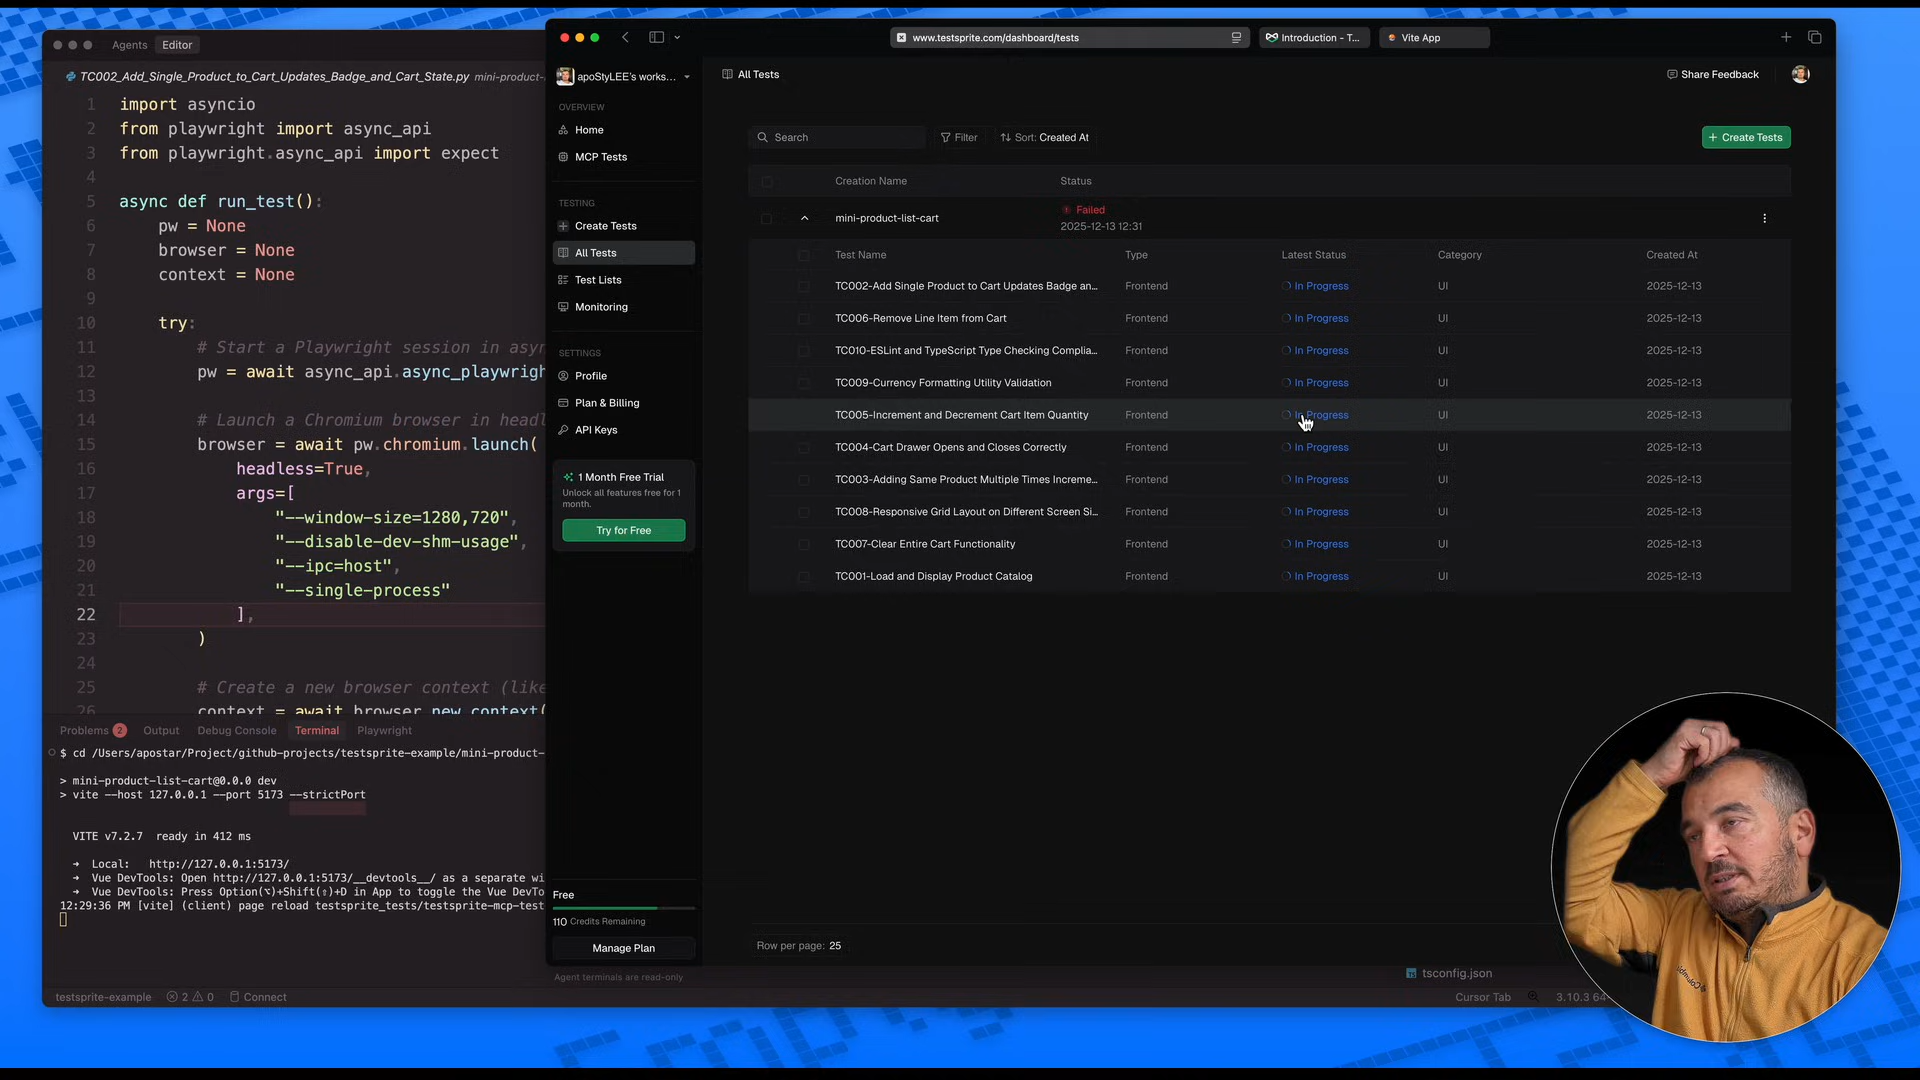 Agents Editor
TC002_Add_Single_Product_to_Cart_Updates_Badge_and_Cart_State.py mini-product-
1 import asyncio
2 from playwright import async_api
3 from playwright.async_api import expect
4
5 async def run_test():
6 pw = None
7 browser = None
8 context = None
9
10 try:
11 # Start a Playwright session in asyn
12 pw = await async_api.async_playwrigh
13
14 # Launch a Chromium browser in headl
15 browser = await pw.chromium.launch(
16 headless=True,
17 args=[
18 "--window-size=1280,720",
19 "--disable-dev-shm-usage",
20 "--ipc=host",
21 "--single-process"
22 ],
23 )
24
25 # Create a new browser context (like
26 context = await browser.new_context(
Problems 2 Output Debug Console Terminal Playwright
$ cd /Users/apostar/Project/github-projects/testsprite-example/mini-product-
> mini-product-list-cart@0.0.0 dev
> vite --host 127.0.0.1 --port 5173 --strictPort
VITE v7.2.7 ready in 412 ms
➜ Local: http://127.0.0.1:5173/
➜ Vue DevTools: Open http://127.0.0.1:5173/__devtools__/ as a separate wi
➜ Vue DevTools: Press Option(⌥)+Shift(⇧)+D in App to toggle the Vue DevTo
12:29:36 PM [vite] (client) page reload testsprite_tests/testsprite-mcp-test
testsprite-example 2 0 Connect
www.testsprite.com/dashboard/tests
Introduction - T...
Vite App
apoStyLEE's works...
OVERVIEW
Home
MCP Tests
TESTING
Create Tests
All Tests
Test Lists
Monitoring
SETTINGS
Profile
Plan & Billing
API Keys
1 Month Free Trial
Unlock all features free for 1
month.
Try for Free
Free
110 Credits Remaining
Manage Plan
Agent terminals are read-only
All Tests
Share Feedback
Search
Filter
Sort: Created At
+ Create Tests
Creation Name Status
mini-product-list-cart
Failed
2025-12-13 12:31
Test Name Type Latest Status Category Created At
TC002-Add Single Product to Cart Updates Badge an... Frontend In Progress UI 2025-12-13
TC006-Remove Line Item from Cart Frontend In Progress UI 2025-12-13
TC010-ESLint and TypeScript Type Checking Complia... Frontend In Progress UI 2025-12-13
TC009-Currency Formatting Utility Validation Frontend In Progress UI 2025-12-13
TC005-Increment and Decrement Cart Item Quantity Frontend In Progress UI 2025-12-13
TC004-Cart Drawer Opens and Closes Correctly Frontend In Progress UI 2025-12-13
TC003-Adding Same Product Multiple Times Increme... Frontend In Progress UI 2025-12-13
TC008-Responsive Grid Layout on Different Screen Si... Frontend In Progress UI 2025-12-13
TC007-Clear Entire Cart Functionality Frontend In Progress UI 2025-12-13
TC001-Load and Display Product Catalog Frontend In Progress UI 2025-12-13
Row per page: 25
tsconfig.json
Cursor Tab
3.10.3 64-